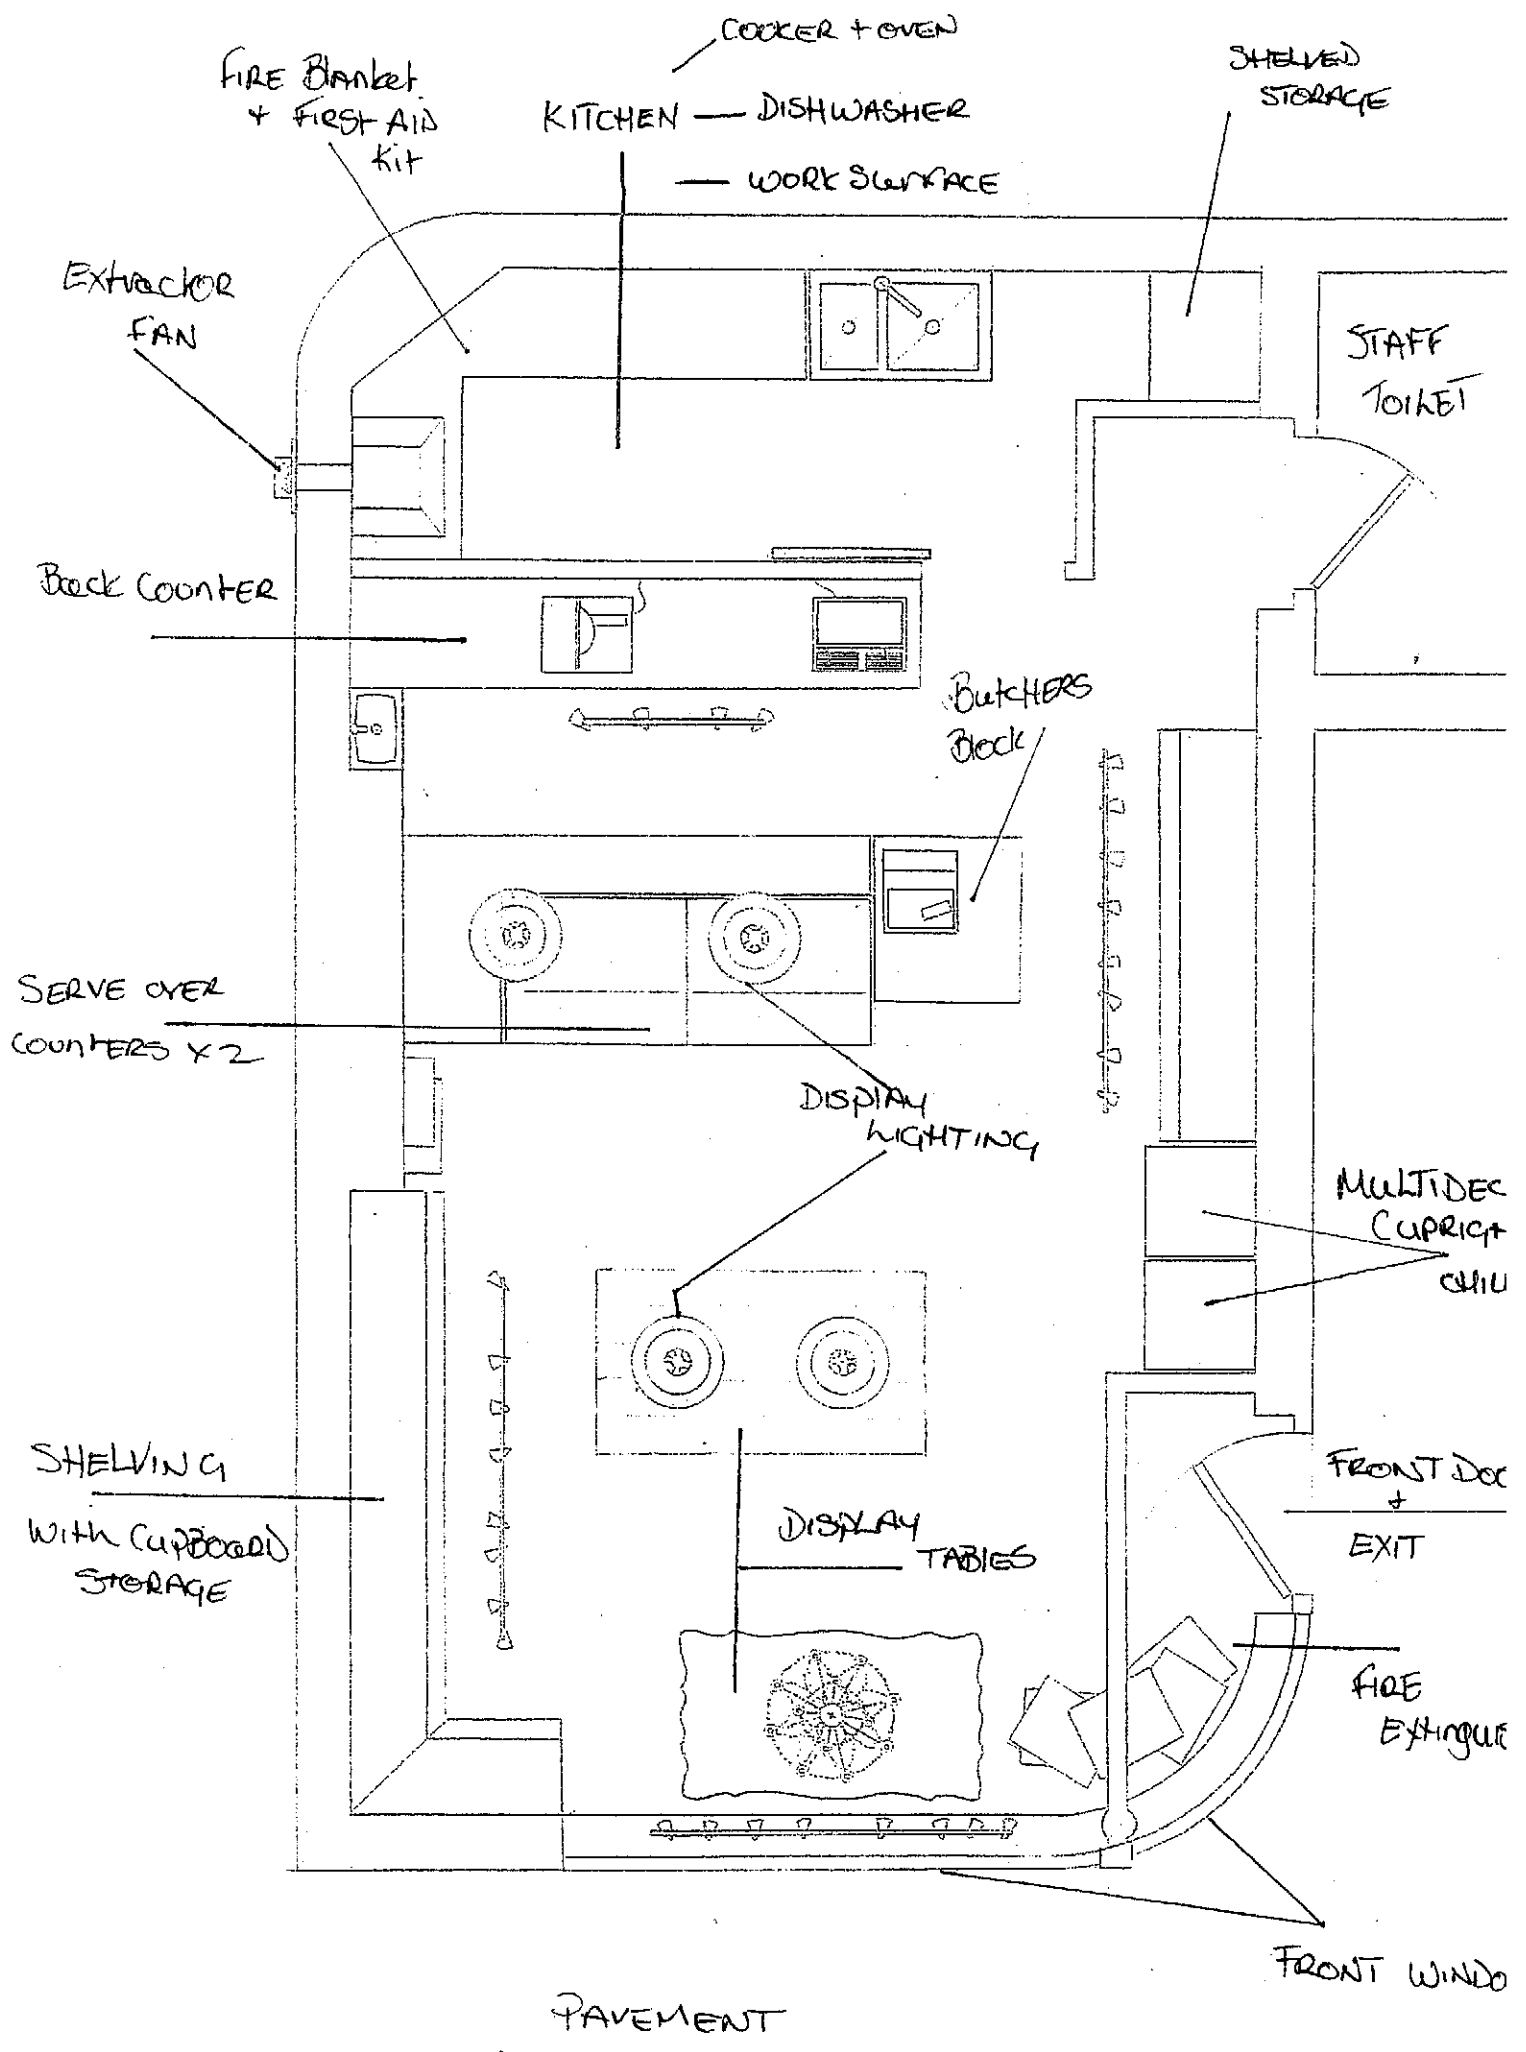 COOKER + OVEN
FIRE Blanket
+ FIRST AID
Kit
KITCHEN — DISHWASHER
— WORK SURFACE
SHELVED
STORAGE
EXTRACTOR
FAN
STAFF
TOILET
Back Counter
BUTCHERS
Block
SERVE OVER
COUNTERS X 2
DISPLAY
LIGHTING
MULTIDEC
(UPRIGH
CHIL
SHELVING
With CUPBOARD
STORAGE
FRONT DOO
+
EXIT
DISPLAY
TABLES
FIRE
Extingui
FRONT WINDO
PAVEMENT